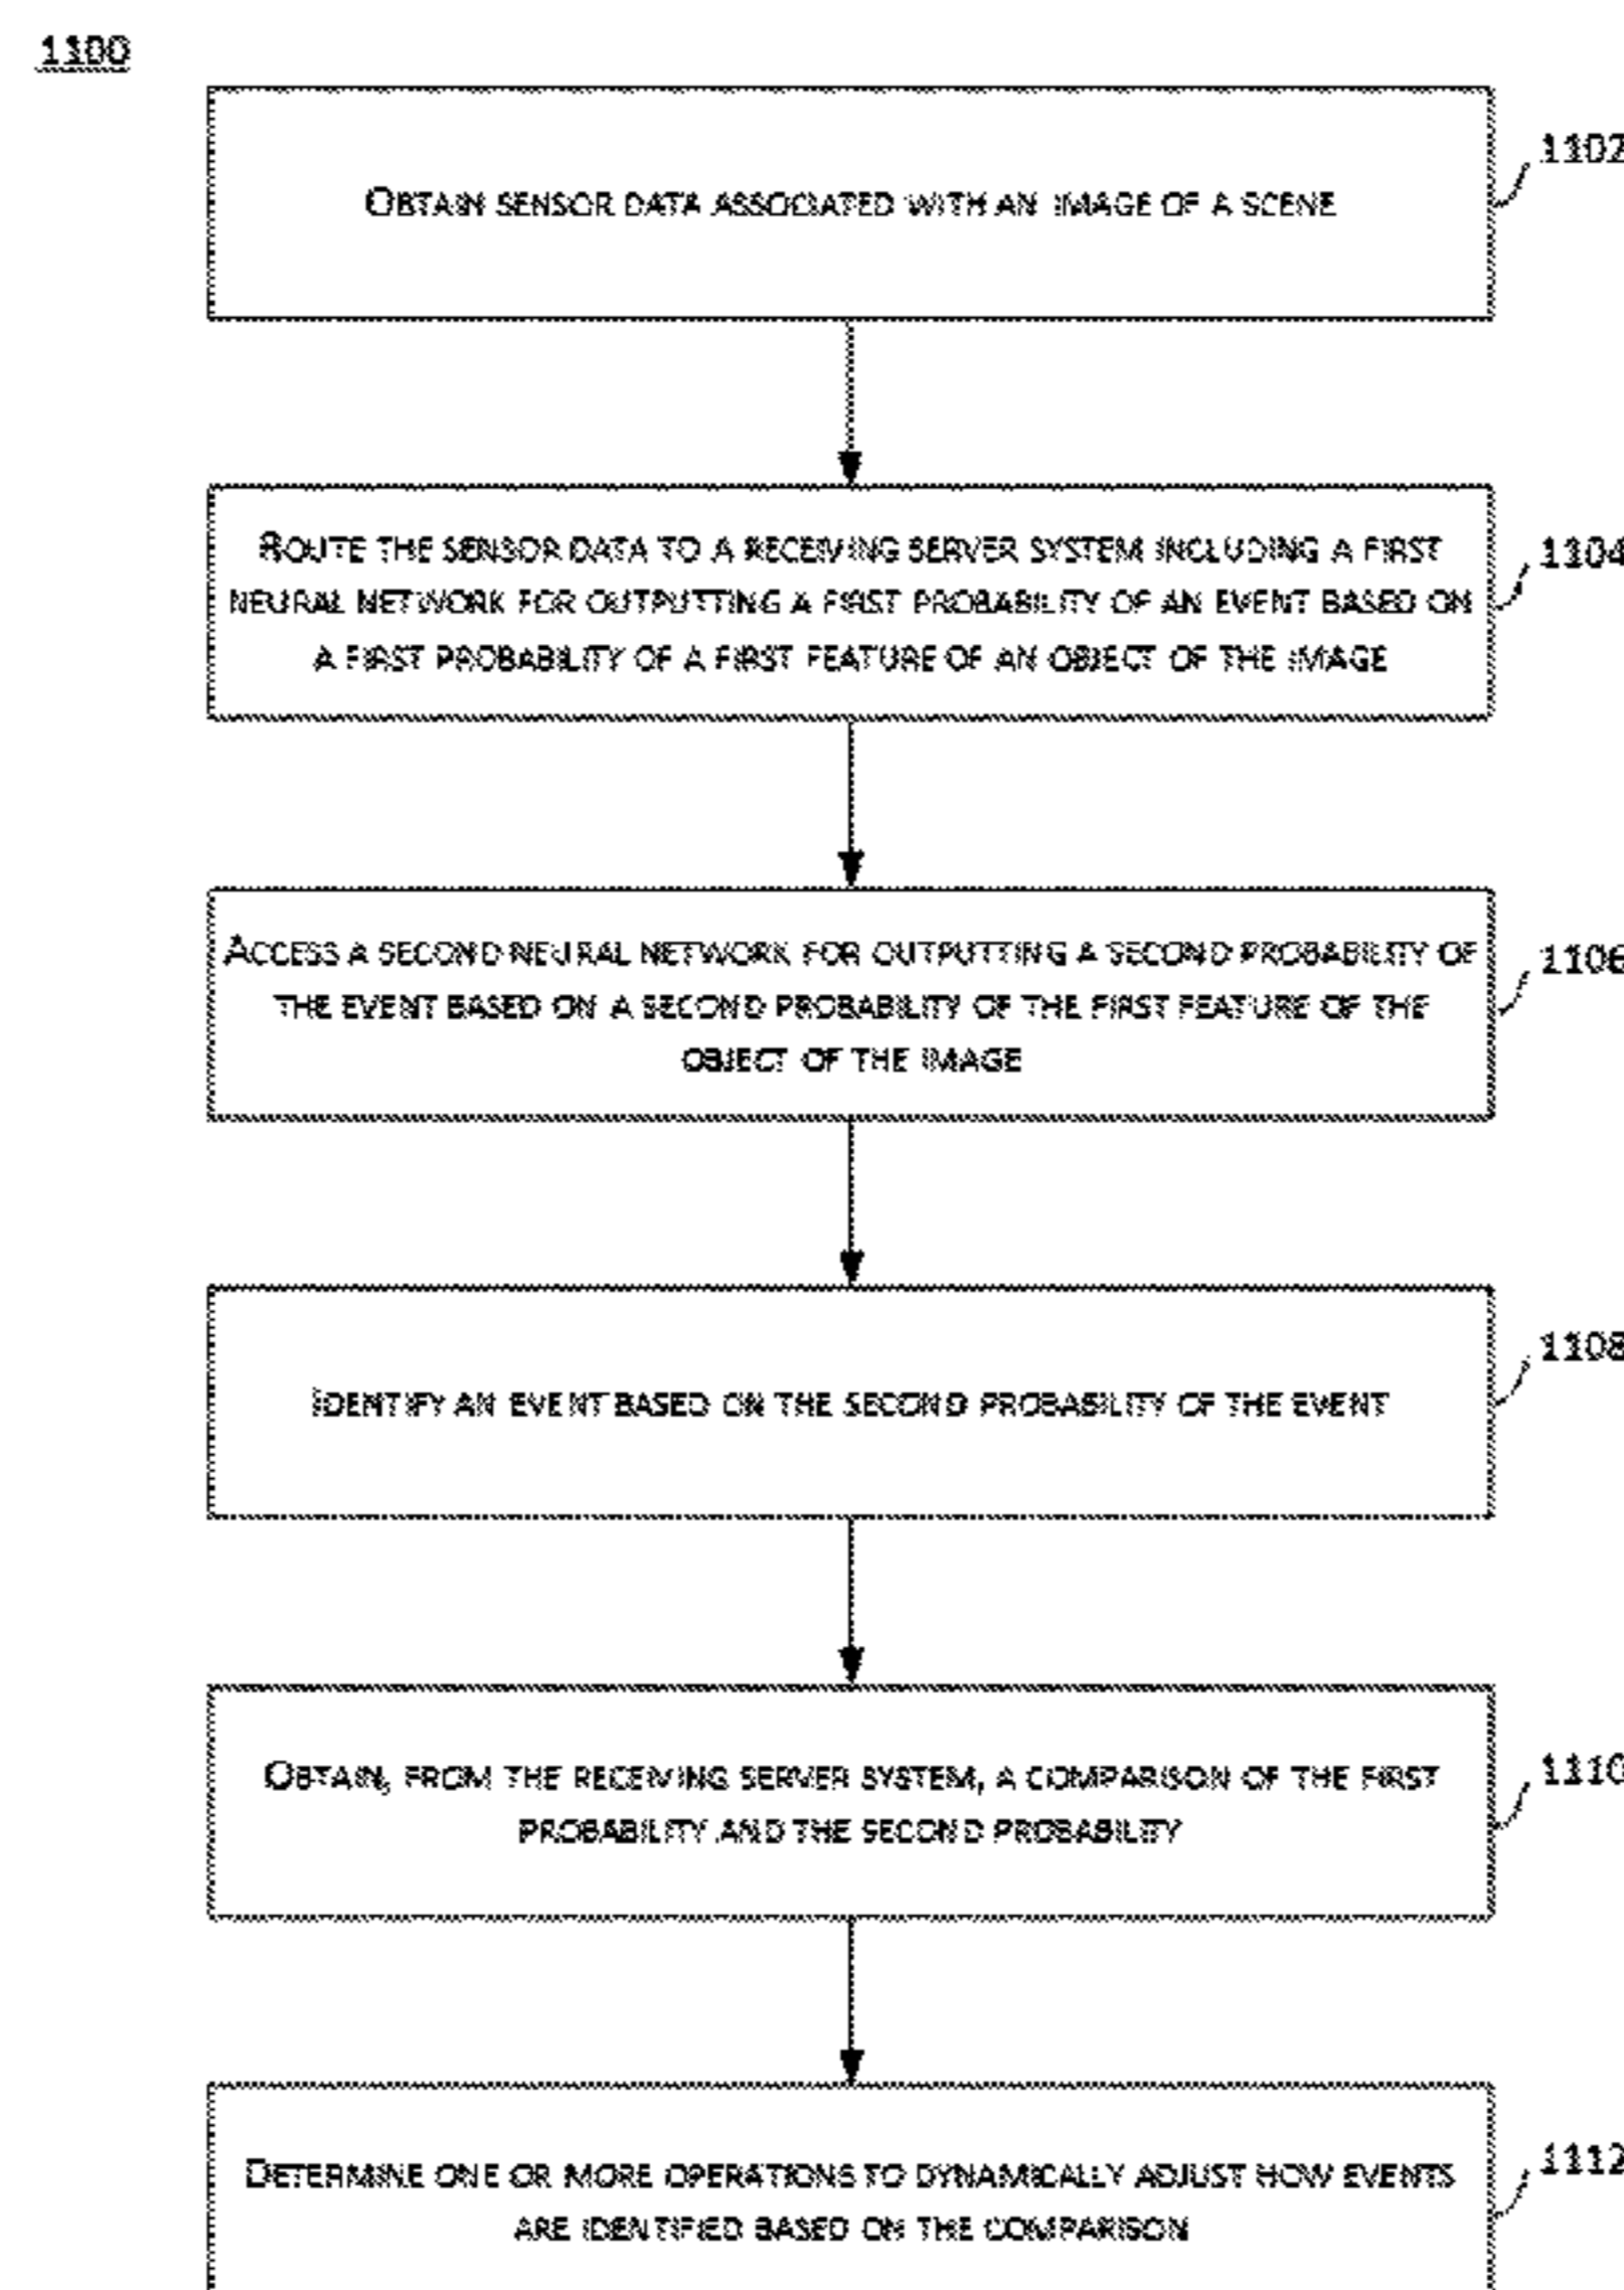 1100
OBTAIN SENSOR DATA ASSOCIATED WITH AN IMAGE OF A SCENE
1102
ROUTE THE SENSOR DATA TO A RECEIVING SERVER SYSTEM INCLUDING A FIRST
NEURAL NETWORK FOR OUTPUTTING A FIRST PROBABILITY OF AN EVENT BASED ON
A FIRST PROBABILITY OF A FIRST FEATURE OF AN OBJECT OF THE IMAGE
1104
ACCESS A SECOND NEURAL NETWORK FOR OUTPUTTING A SECOND PROBABILITY OF
THE EVENT BASED ON A SECOND PROBABILITY OF THE FIRST FEATURE OF THE
OBJECT OF THE IMAGE
1106
IDENTIFY AN EVENT BASED ON THE SECOND PROBABILITY OF THE EVENT
1108
OBTAIN, FROM THE RECEIVING SERVER SYSTEM, A COMPARISON OF THE FIRST
PROBABILITY AND THE SECOND PROBABILITY
1110
DETERMINE ONE OR MORE OPERATIONS TO DYNAMICALLY ADJUST HOW EVENTS
ARE IDENTIFIED BASED ON THE COMPARISON
1112